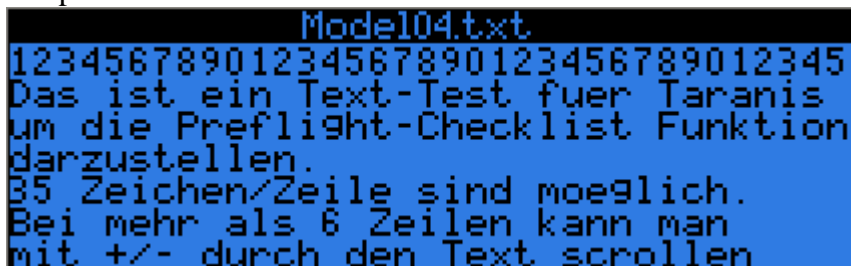 Model04.txt
12345678901234567890123456789012345
Das ist ein Text-Test fuer Taranis
um die Preflight-Checklist Funktion
darzustellen.
35 Zeichen/Zeile sind moeglich.
Bei mehr als 6 Zeilen kann man
mit +/- durch den Text scrollen